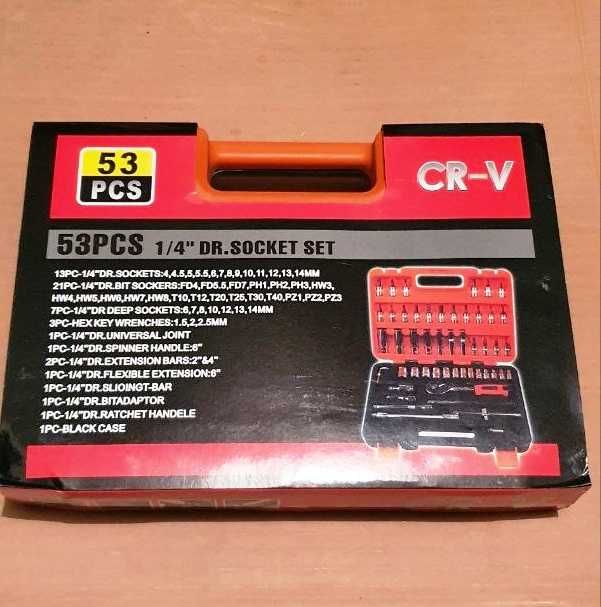 53
PCS
CR-V
53PCS 1/4" DR.SOCKET SET
13PC-1/4"DR.SOCKETS:4,4.5,5,5.5,6,7,8,9,10,11,12,13,14MM
21PC-1/4"DR.BIT SOCKERS:FD4,FD5.5,FD7,PH1,PH2,PH3,HW3,
HW4,HW5,HW6,HW7,HW8,T10,T12,T20,T25,T30,T40,PZ1,PZ2,PZ3
7PC-1/4"DR DEEP SOCKETS:6,7,8,10,12,13,14MM
3PC-HEX KEY WRENCHES:1.5,2,2.5MM
1PC-1/4"DR.UNIVERSAL JOINT
1PC-1/4"DR.SPINNER HANDLE:6"
2PC-1/4"DR.EXTENSION BARS:2"&4"
1PC-1/4"DR.FLEXIBLE EXTENSION:6"
1PC-1/4"DR.SLIOINGT-BAR
1PC-1/4"DR.BITADAPTOR
1PC-1/4"DR.RATCHET HANDELE
1PC-BLACK CASE